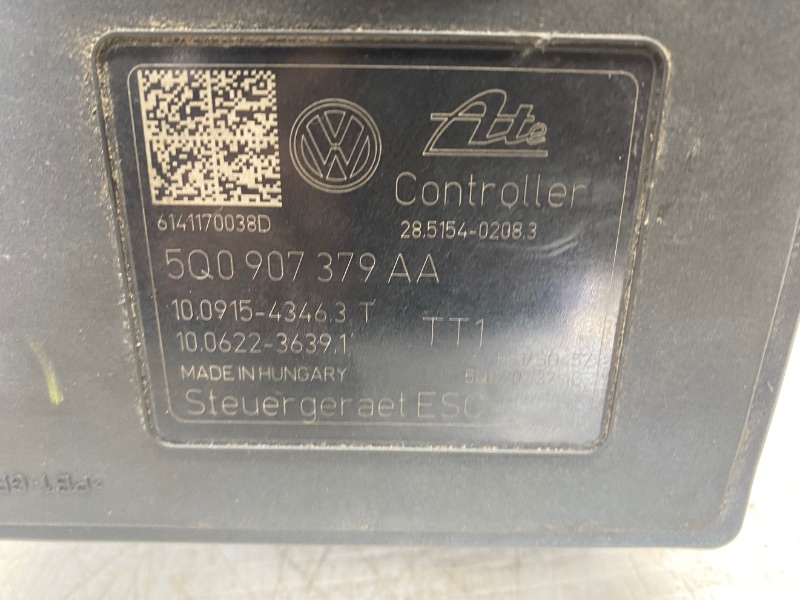 Ate
Controller
6141170038D
28.5154-0208.3
5Q0 907 379 AA
10.0915-4346.3 T
TT1
10.0622-3639.1
MADE IN HUNGARY
Steuergeraet ESC